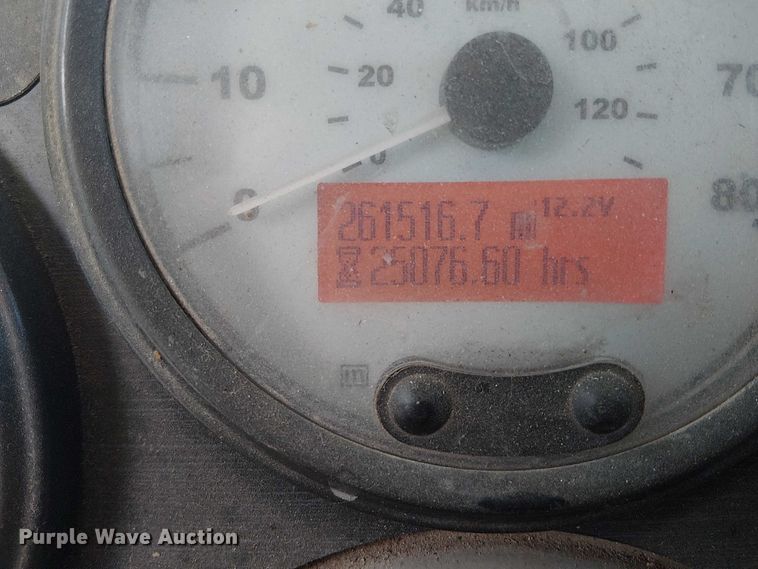 40 km/h
100
10 20 70
120
0 0 80
261516.7 mi 12.2V
25076.60 hrs
m
Purple Wave Auction